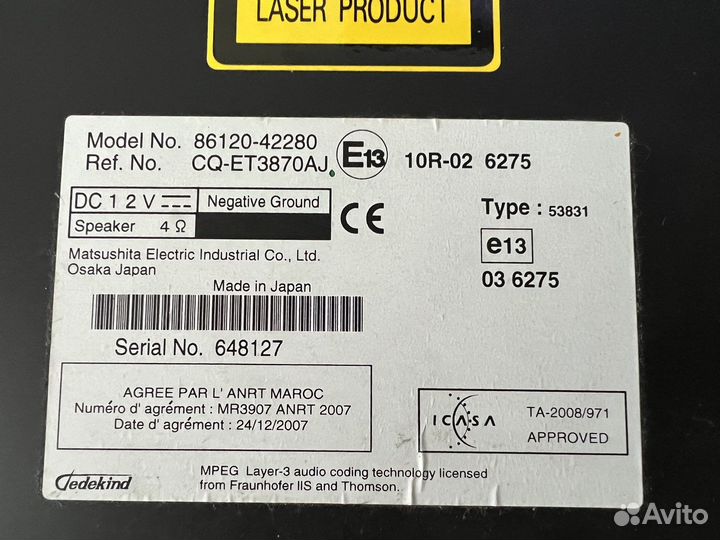 LASER PRODUCT
Model No. 86120-42280
Ref. No. CQ-ET3870AJ
E13
10R-02 6275
DC 1 2 V
Negative Ground
Speaker 4 Ω
CE
Type : 53831
e13
03 6275
Matsushita Electric Industrial Co., Ltd.
Osaka Japan
Made in Japan
Serial No. 648127
AGREE PAR L' ANRT MAROC
Numéro d' agrément : MR3907 ANRT 2007
Date d' agrément : 24/12/2007
ICASA
TA-2008/971
APPROVED
Jedekind
MPEG Layer-3 audio coding technology licensed
from Fraunhofer IIS and Thomson.
Avito